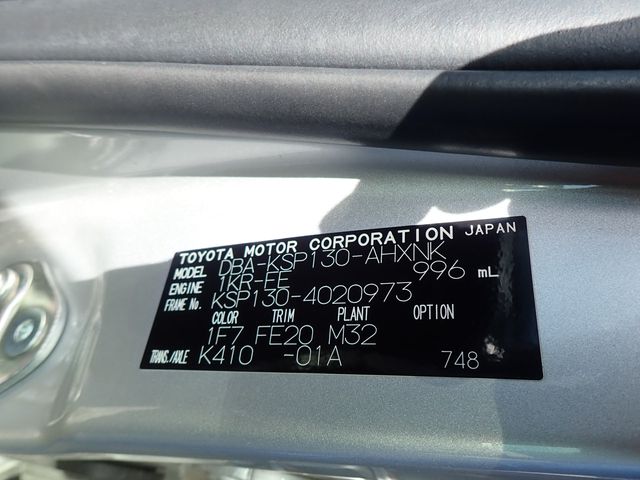 TOYOTA MOTOR CORPORATION JAPAN
MODEL DBA-KSP130-AHXNK
ENGINE 1KR-EE 996 mL
FRAME No. KSP130-4020973
COLOR TRIM PLANT OPTION
1F7 FE20 M32
TRANS./AXLE K410 -01A 748